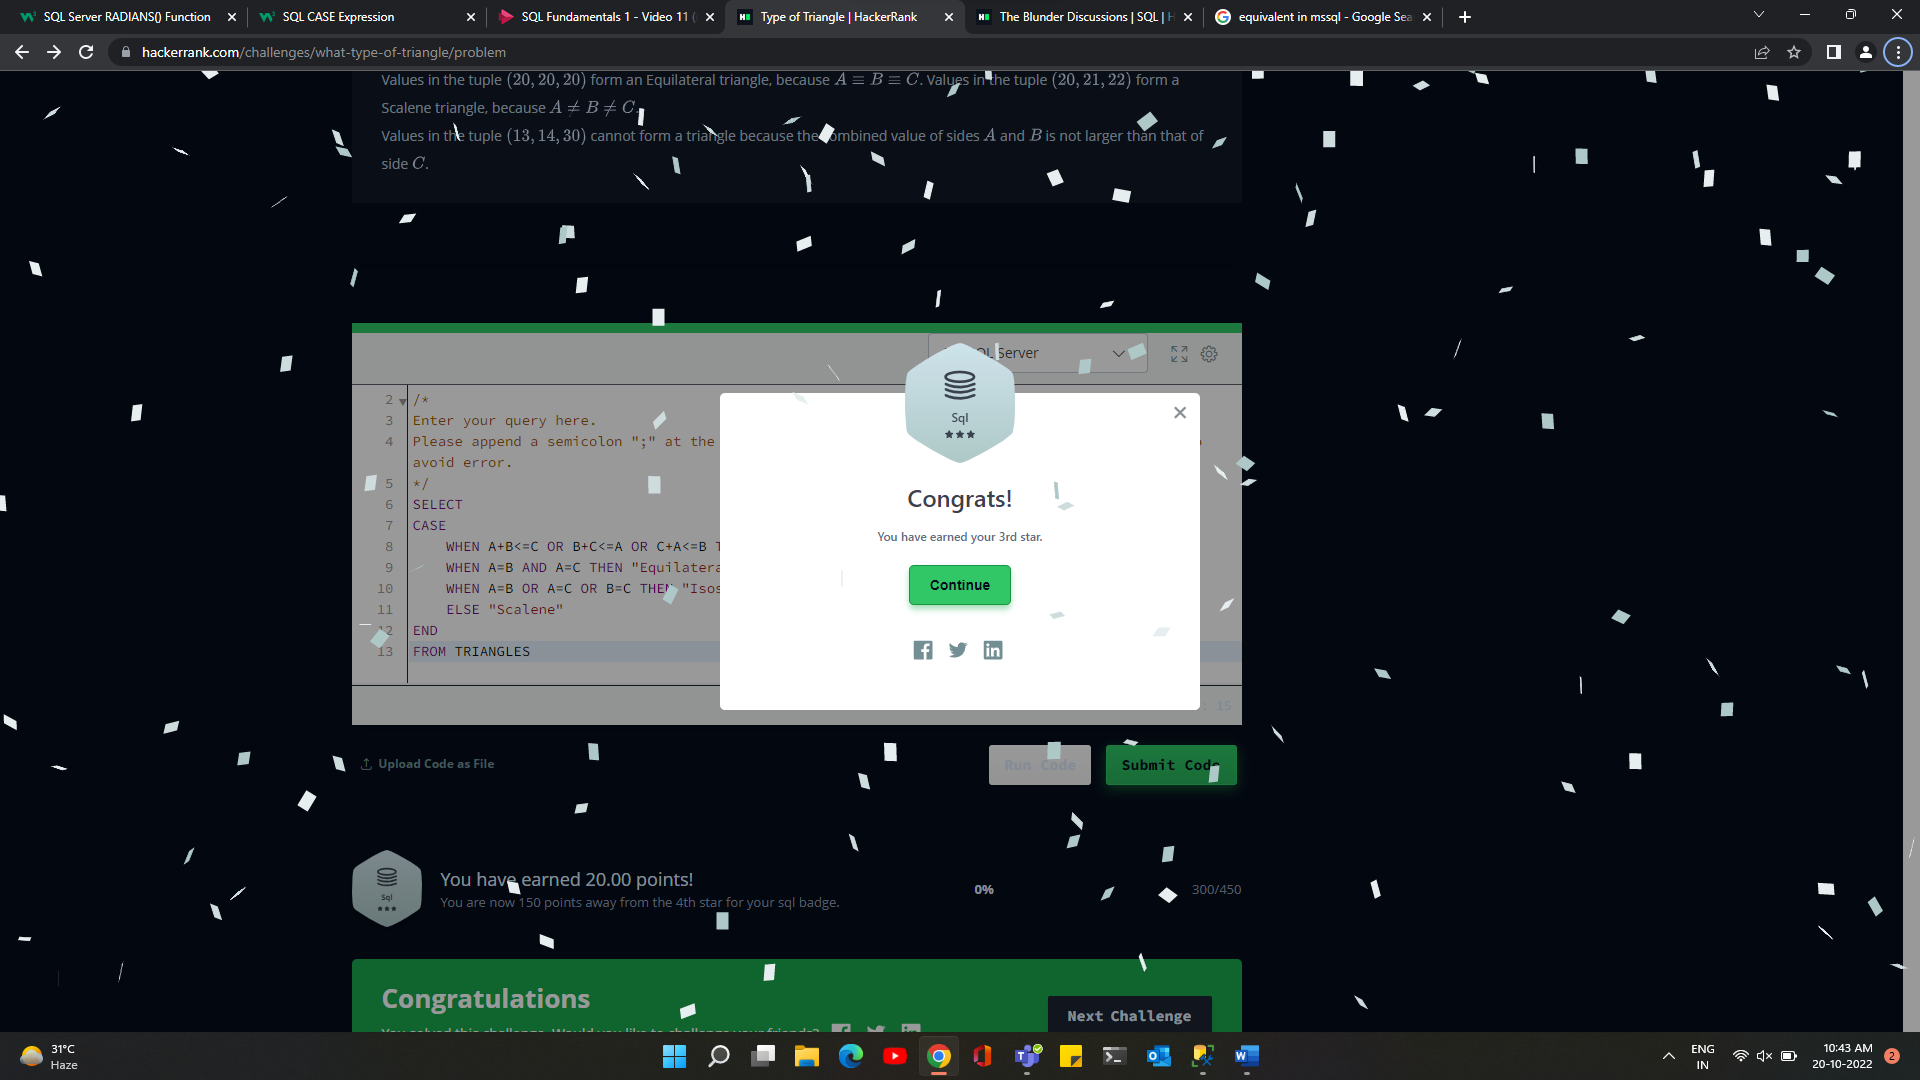 SQL Server RADIANS() Function
SQL CASE Expression
SQL Fundamentals 1 - Video 11 (
Type of Triangle | HackerRank
The Blunder Discussions | SQL | H
equivalent in mssql - Google Sea
hackerrank.com/challenges/what-type-of-triangle/problem
Values in the tuple (20, 20, 20) form an Equilateral triangle, because A ≡ B ≡ C. Values in the tuple (20, 21, 22) form a
Scalene triangle, because A ≠ B ≠ C.
Values in the tuple (13, 14, 30) cannot form a triangle because the combined value of sides A and B is not larger than that of
side C.
QL Server
2 /*
3 Enter your query here.
4 Please append a semicolon ";" at the
avoid error.
5 */
6 SELECT
7 CASE
8 WHEN A+B<=C OR B+C<=A OR C+A<=B T
9 WHEN A=B AND A=C THEN "Equilatera
10 WHEN A=B OR A=C OR B=C THEN "Isos
11 ELSE "Scalene"
12 END
13 FROM TRIANGLES
Sql
Congrats!
You have earned your 3rd star.
Continue
15
Upload Code as File
Run Code
Submit Code
Sql
You have earned 20.00 points!
You are now 150 points away from the 4th star for your sql badge.
0%
300/450
Congratulations
You solved this challenge. Would you like to challenge your friends?
Next Challenge
31°C
Haze
ENG
IN
10:43 AM
20-10-2022
2